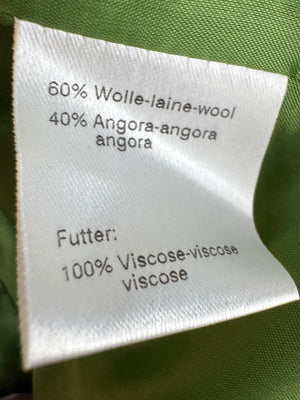 60% Wolle-laine-wool
40% Angora-angora
angora
Futter:
100% Viscose-viscose
viscose